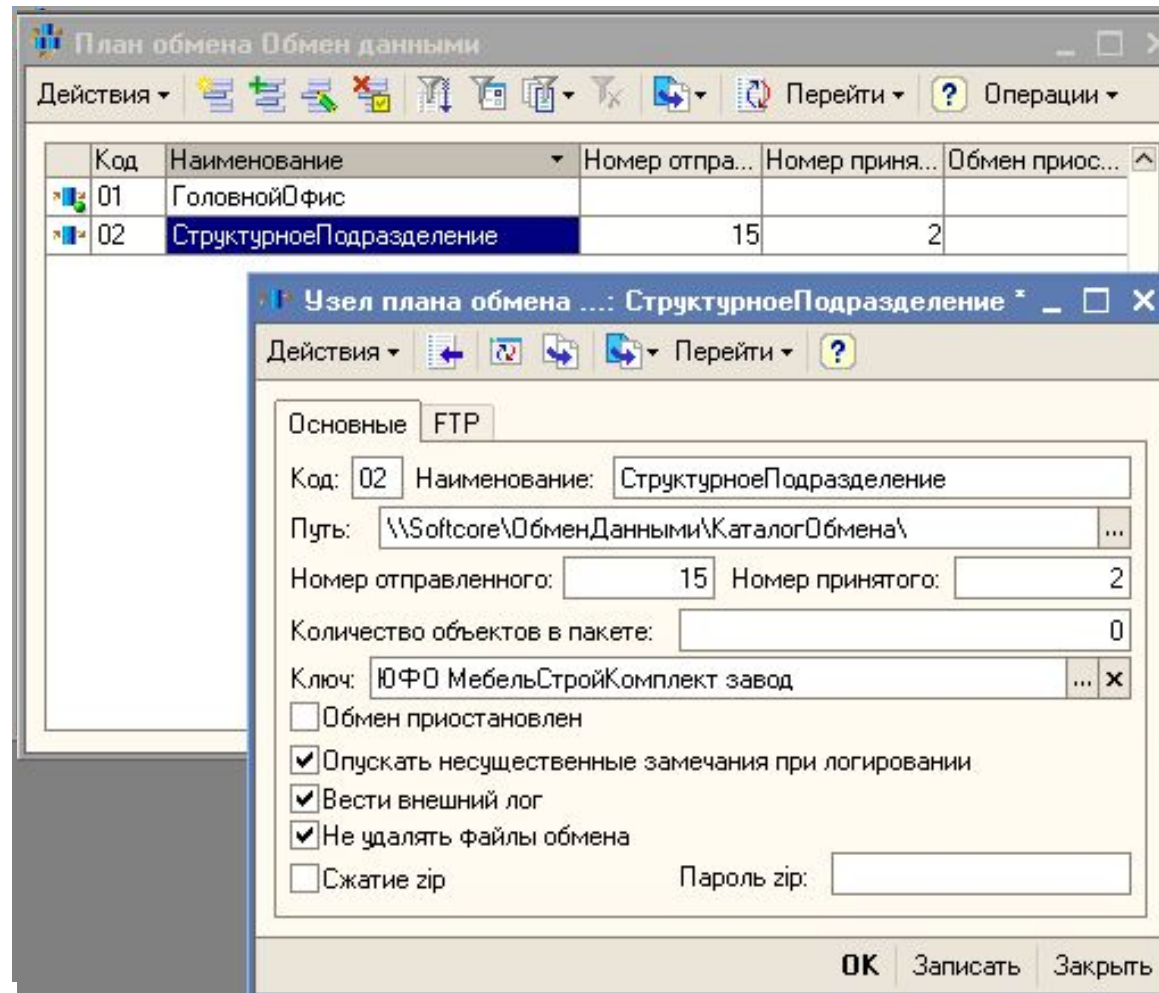 План обмена Обмен данными
Действия Перейти ? Операции
Код Наименование Номер отпра... Номер приня... Обмен приос...
01 ГоловнойОфис
02 СтруктурноеПодразделение 15 2
Узел плана обмена ...: СтруктурноеПодразделение *
Действия Перейти ?
Основные FTP
Код: 02 Наименование: СтруктурноеПодразделение
Путь: \\Softcore\ОбменДанными\КаталогОбмена\ ...
Номер отправленного: 15 Номер принятого: 2
Количество объектов в пакете: 0
Ключ: ЮФО МебельСтройКомплект завод ... x
Обмен приостановлен
Опускать несущественные замечания при логировании
Вести внешний лог
Не удалять файлы обмена
Сжатие zip Пароль zip:
OK Записать Закрыть